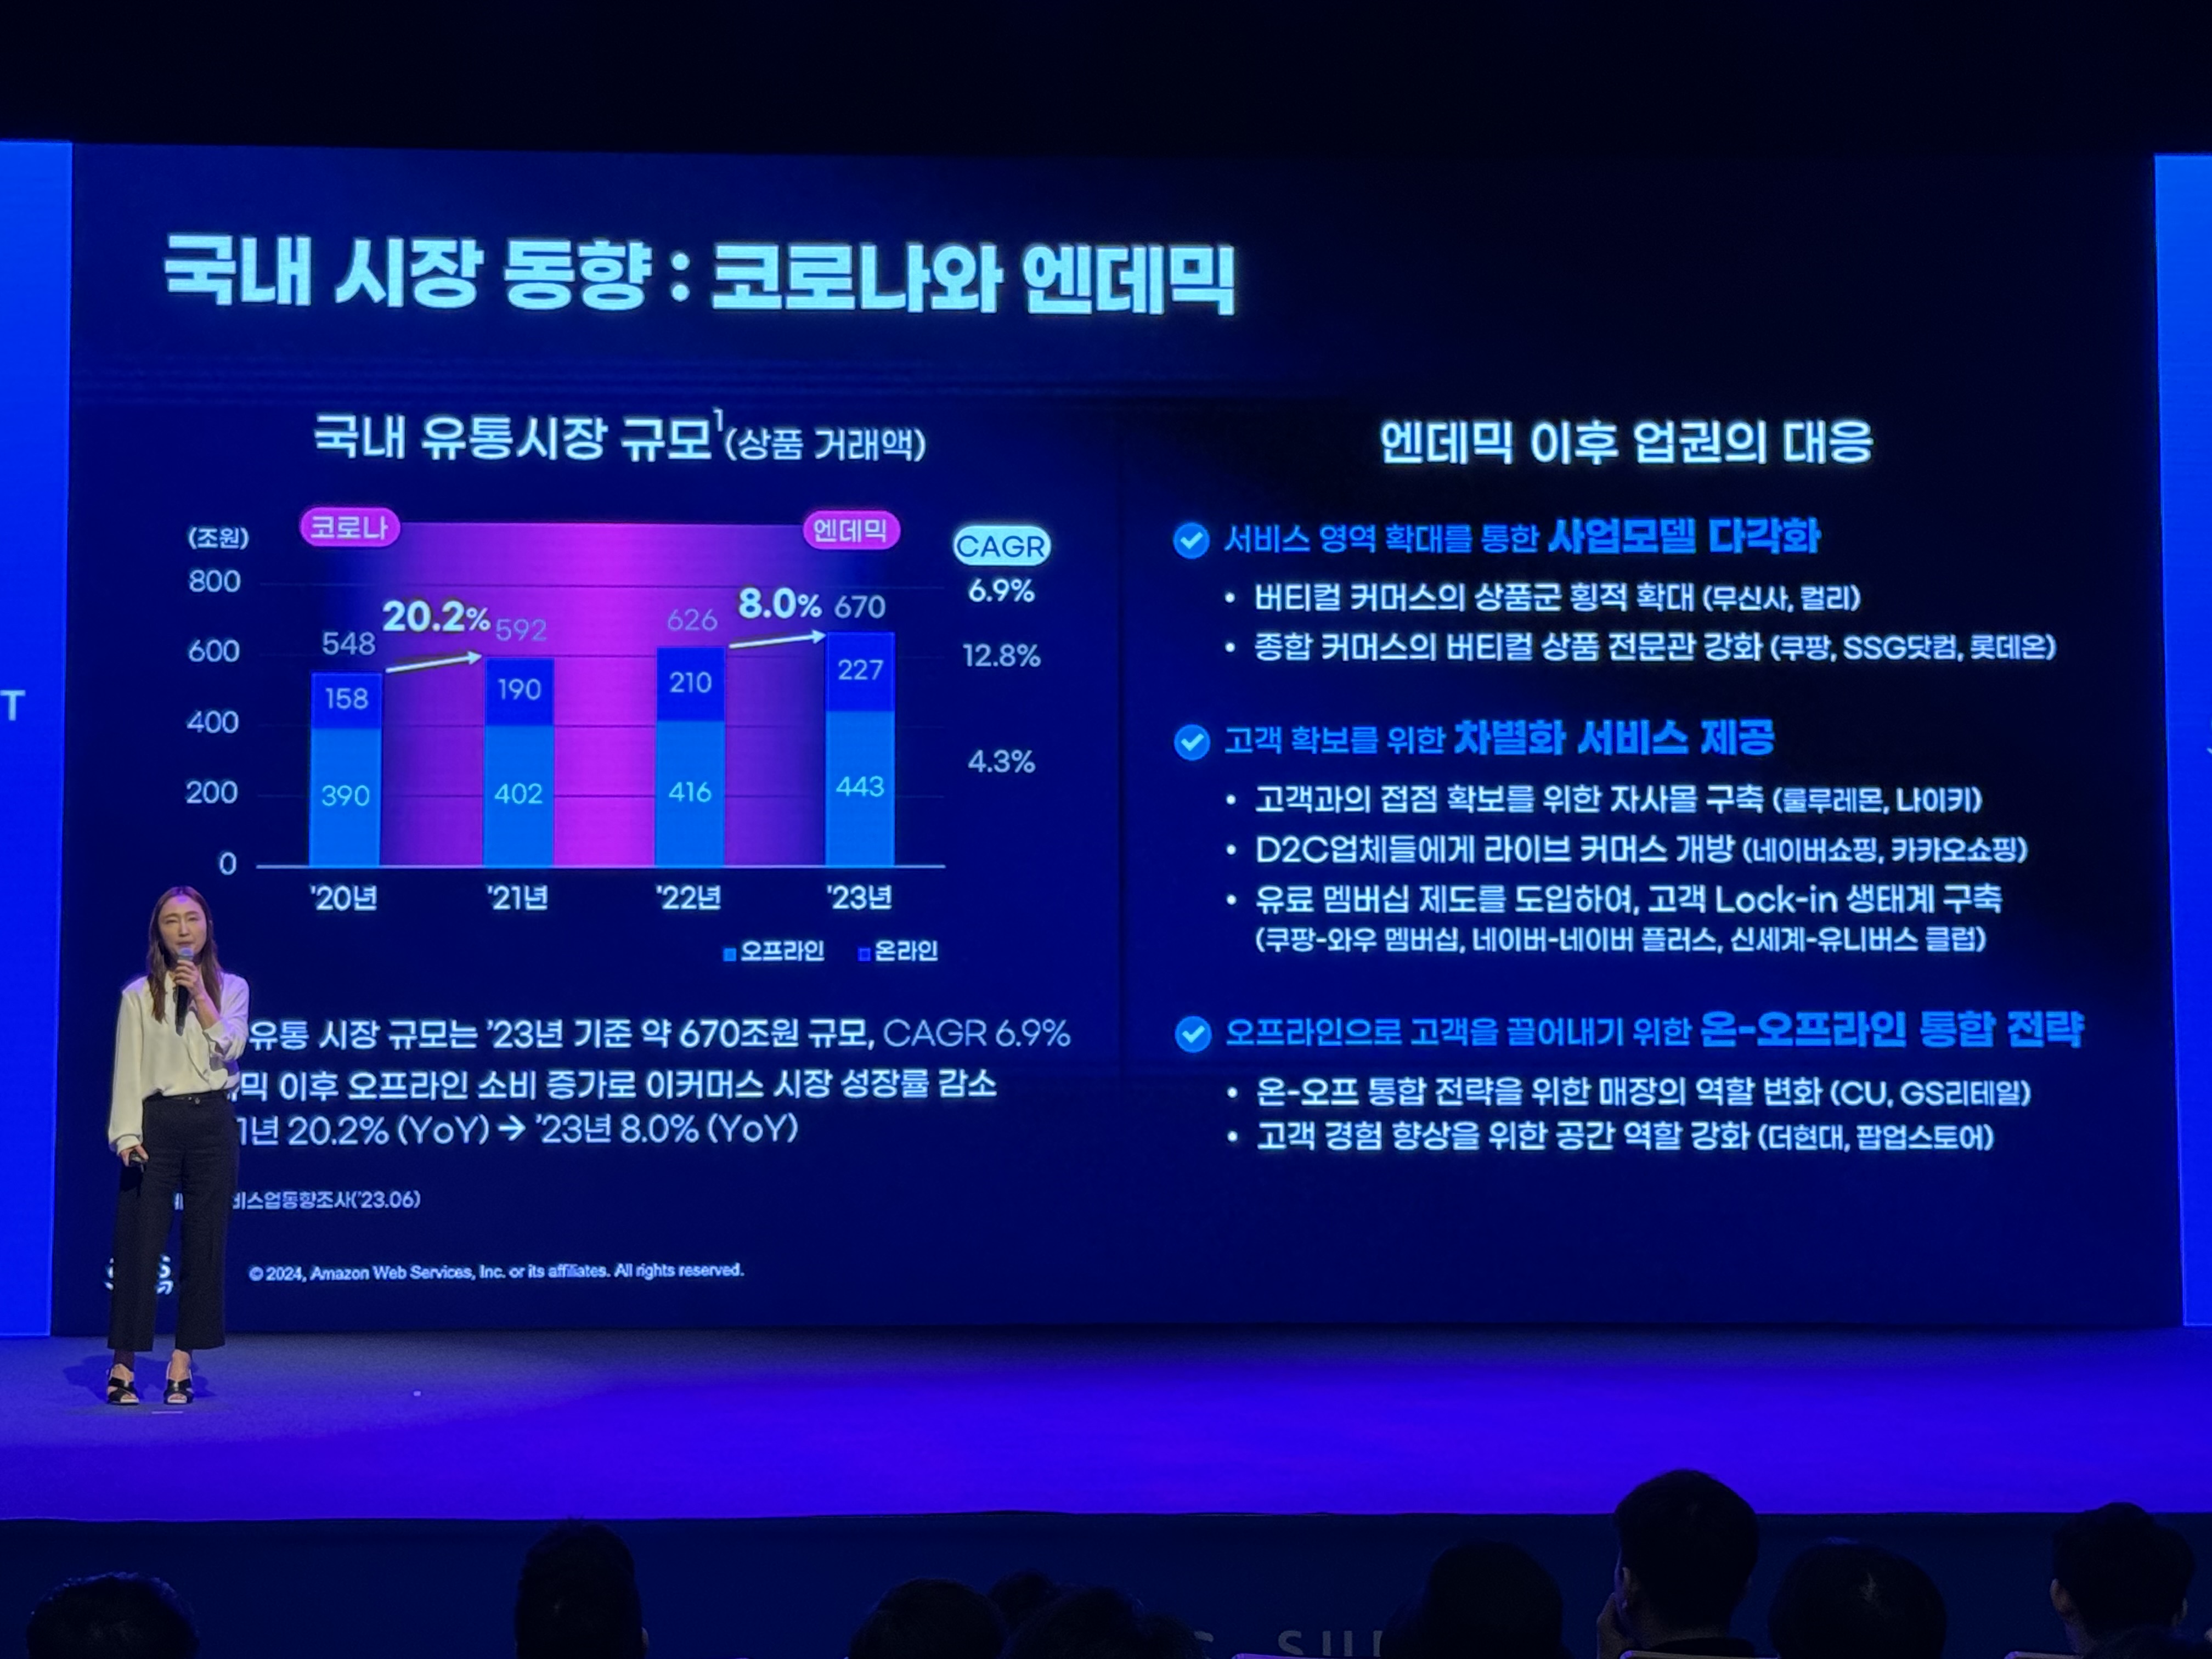 국내 시장 동향 : 코로나와 엔데믹
국내 유통시장 규모1(상품 거래액)
(조원)
코로나
엔데믹
CAGR
800
600
400
200
0
20.2%
8.0%
548
592
626
670
158
190
210
227
390
402
416
443
6.9%
12.8%
4.3%
'20년
'21년
'22년
'23년
오프라인
온라인
유통 시장 규모는 '23년 기준 약 670조원 규모, CAGR 6.9%
이후 오프라인 소비 증가로 이커머스 시장 성장률 감소
20.2% (YoY) → '23년 8.0% (YoY)
엔데믹 이후 업권의 대응
서비스 영역 확대를 통한 사업모델 다각화
• 버티컬 커머스의 상품군 횡적 확대 (무신사, 컬리)
• 종합 커머스의 버티컬 상품 전문관 강화 (쿠팡, SSG닷컴, 롯데온)
고객 확보를 위한 차별화 서비스 제공
• 고객과의 접점 확보를 위한 자사몰 구축 (룰루레몬, 나이키)
• D2C업체들에게 라이브 커머스 개방 (네이버쇼핑, 카카오쇼핑)
• 유료 멤버십 제도를 도입하여, 고객 Lock-in 생태계 구축
(쿠팡-와우 멤버십, 네이버-네이버 플러스, 신세계-유니버스 클럽)
오프라인으로 고객을 끌어내기 위한 온-오프라인 통합 전략
• 온-오프 통합 전략을 위한 매장의 역할 변화 (CU, GS리테일)
• 고객 경험 향상을 위한 공간 역할 강화 (더현대, 팝업스토어)
비스업동향조사('23.06)
© 2024, Amazon Web Services, Inc. or its affiliates. All rights reserved.